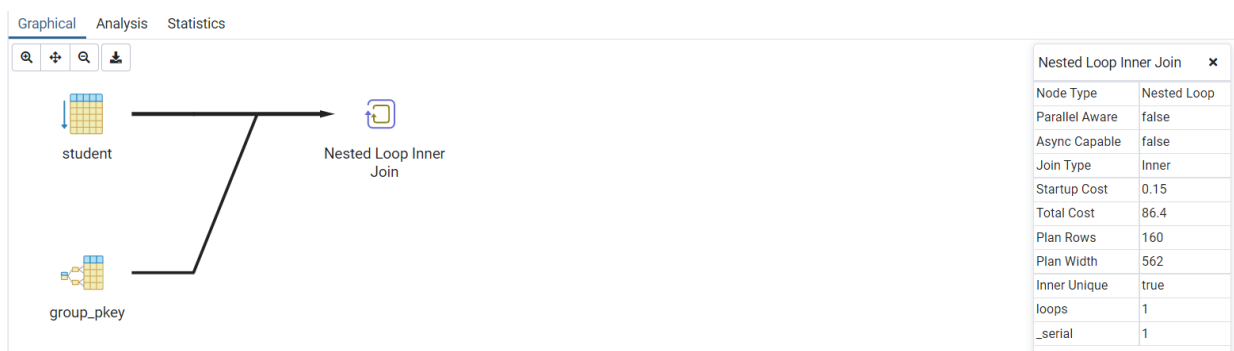 Graphical Analysis Statistics
student
Nested Loop Inner
Join
group_pkey
Nested Loop Inner Join ×
Node Type Nested Loop
Parallel Aware false
Async Capable false
Join Type Inner
Startup Cost 0.15
Total Cost 86.4
Plan Rows 160
Plan Width 562
Inner Unique true
loops 1
_serial 1